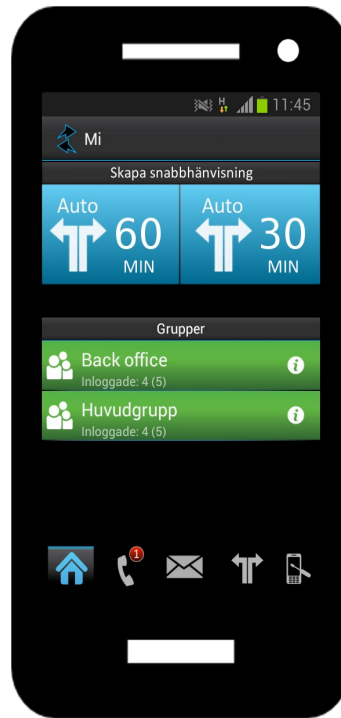 H
11:45
Mi
Skapa snabbhänvisning
Auto
60
MIN
Auto
30
MIN
Grupper
Back office
Inloggade: 4 (5)
Huvudgrupp
Inloggade: 4 (5)
1